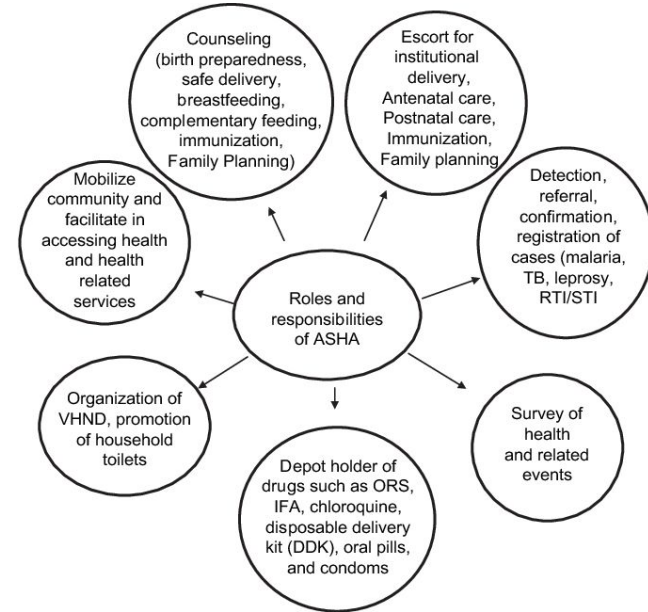 Counseling
(birth preparedness,
safe delivery,
breastfeeding,
complementary feeding,
immunization,
Family Planning)
Escort for
institutional
delivery,
Antenatal care,
Postnatal care,
Immunization,
Family planning
Detection,
referral,
confirmation,
registration of
cases (malaria,
TB, leprosy,
RTI/STI
Mobilize
community and
facilitate in
accessing health
and health
related
services
Roles and
responsibilities
of ASHA
Organization of
VHND, promotion
of household
toilets
Depot holder of
drugs such as ORS,
IFA, chloroquine,
disposable delivery
kit (DDK), oral pills,
and condoms
Survey of
health
and related
events